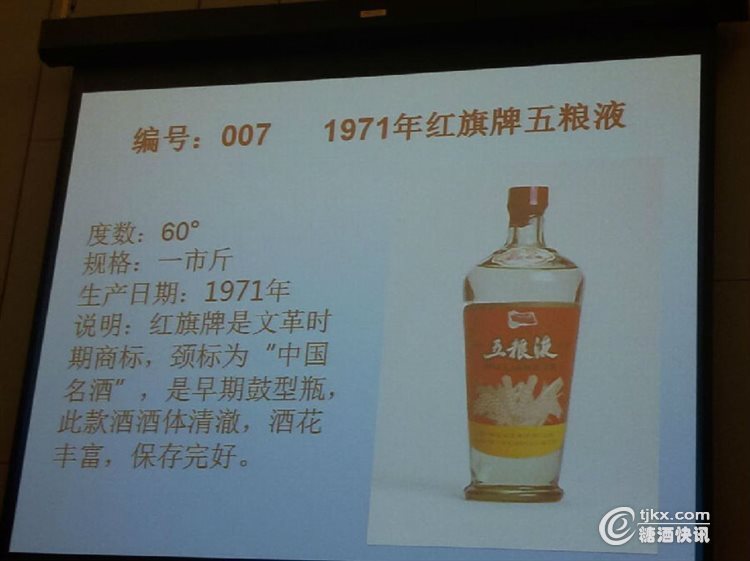 编号：007 1971年红旗牌五粮液
度数：60°
规格：一市斤
生产日期：1971年
说明：红旗牌是文革时
期商标，颈标为“中国
名酒”，是早期鼓型瓶，
此款酒酒体清澈，酒花
丰富，保存完好。
五粮液
tjkx.com
糖酒快讯